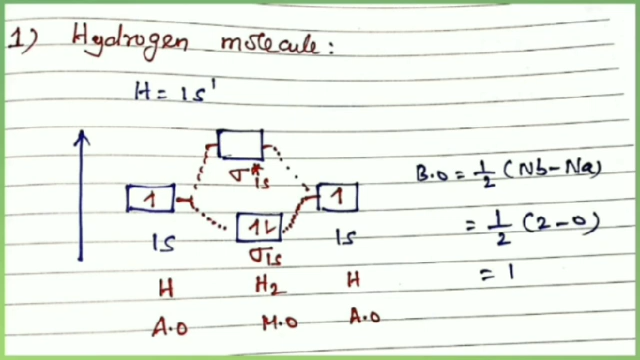 1) Hydrogen molecule:
H = 1s¹
σ*1s
1 1
B.O = 1/2 (Nb-Na)
1L
= 1/2 (2-0)
1s 1s
σ1s
= 1
H H2 H
A.O M.O A.O